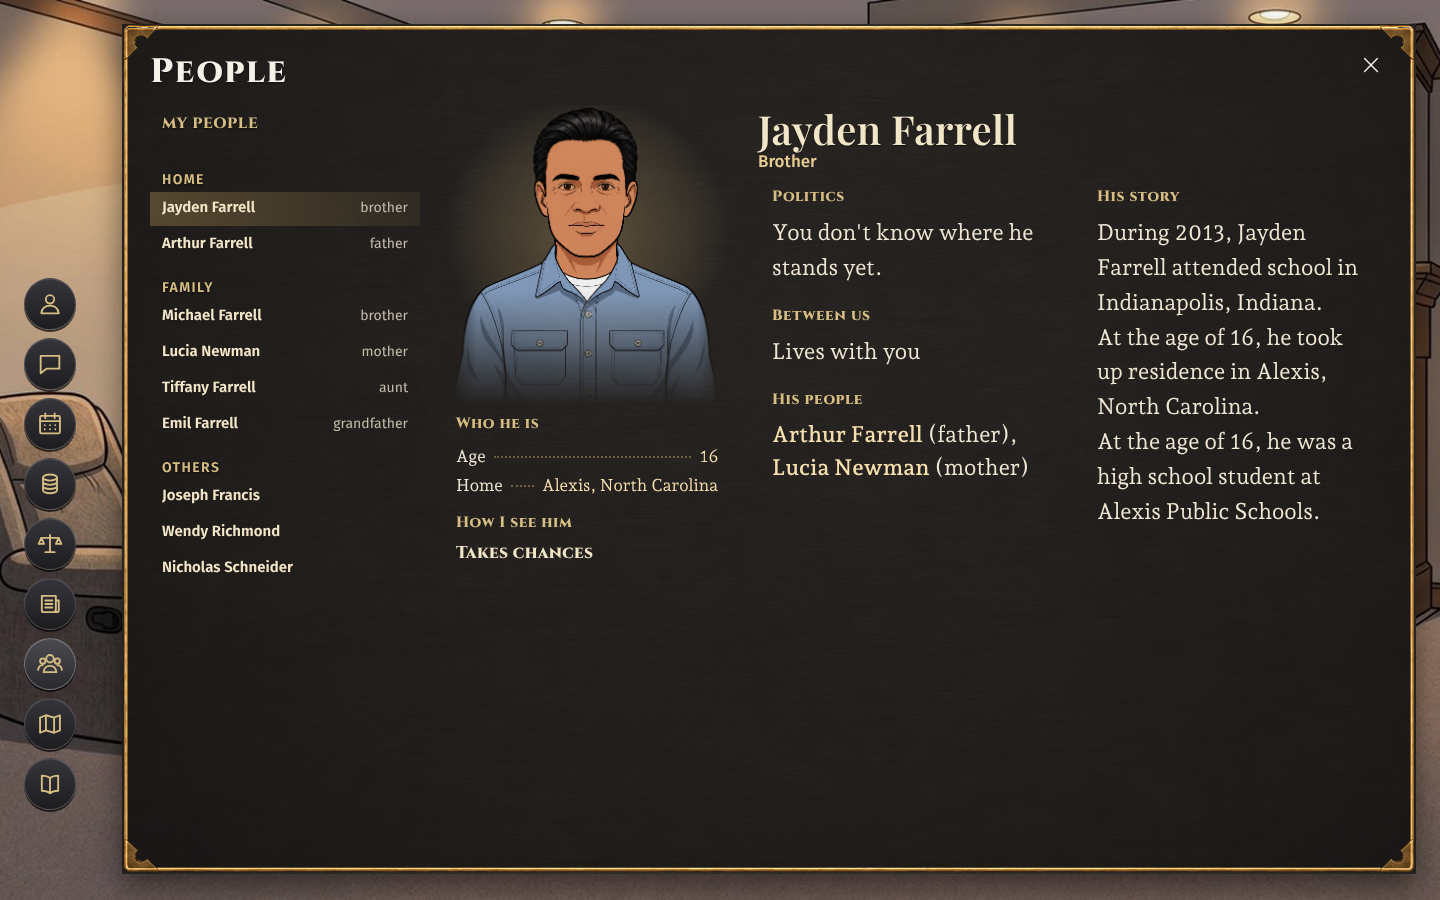 PEOPLE
MY PEOPLE
HOME
Jayden Farrell brother
Arthur Farrell father
FAMILY
Michael Farrell brother
Lucia Newman mother
Tiffany Farrell aunt
Emil Farrell grandfather
OTHERS
Joseph Francis
Wendy Richmond
Nicholas Schneider
WHO HE IS
Age 16
Home Alexis, North Carolina
HOW I SEE HIM
TAKES CHANCES
Jayden Farrell
Brother
POLITICS
You don't know where he
stands yet.
BETWEEN US
Lives with you
HIS PEOPLE
Arthur Farrell (father),
Lucia Newman (mother)
HIS STORY
During 2013, Jayden
Farrell attended school in
Indianapolis, Indiana.
At the age of 16, he took
up residence in Alexis,
North Carolina.
At the age of 16, he was a
high school student at
Alexis Public Schools.